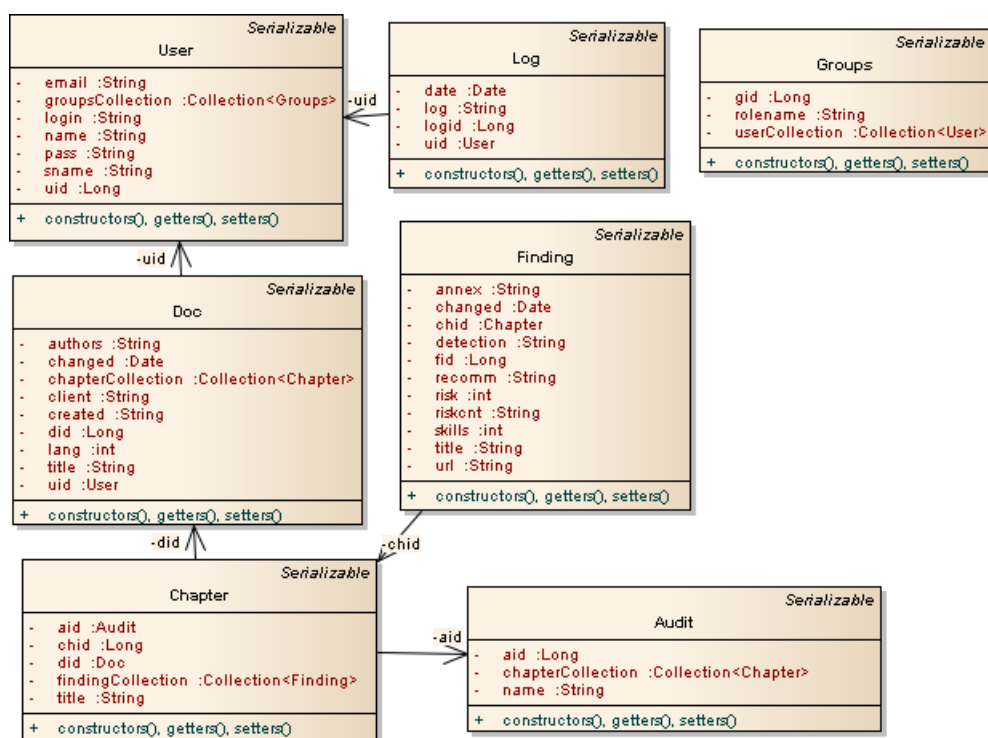 Serializable
User
- email :String
- groupsCollection :Collection<Groups>
- login :String
- name :String
- pass :String
- sname :String
- uid :Long
+ constructors(), getters(), setters()
-uid
Serializable
Log
- date :Date
- log :String
- logid :Long
- uid :User
+ constructors(), getters(), setters()
Serializable
Groups
- gid :Long
- rolename :String
- userCollection :Collection<User>
+ constructors(), getters(), setters()
-uid
Serializable
Doc
- authors :String
- changed :Date
- chapterCollection :Collection<Chapter>
- client :String
- created :String
- did :Long
- lang :int
- title :String
- uid :User
+ constructors(), getters(), setters()
Serializable
Finding
- annex :String
- changed :Date
- chid :Chapter
- detection :String
- fid :Long
- recomm :String
- risk :int
- riskcnt :String
- skills :int
- title :String
- url :String
+ constructors(), getters(), setters()
-did
-chid
Serializable
Chapter
- aid :Audit
- chid :Long
- did :Doc
- findingCollection :Collection<Finding>
- title :String
+ constructors(), getters(), setters()
-aid
Serializable
Audit
- aid :Long
- chapterCollection :Collection<Chapter>
- name :String
+ constructors(), getters(), setters()